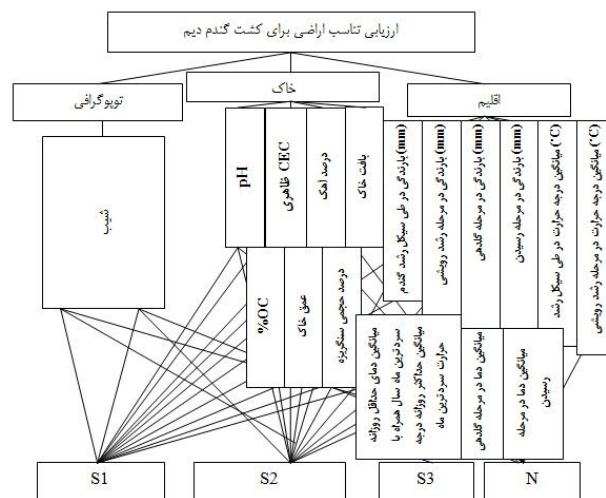 ارزیابی تناسب اراضی برای کشت گندم دیم
اقلیم
خاک
توپوگرافی
میانگین درجه حرارت در مرحله رشد رویشی (°C)
میانگین درجه حرارت در طی سیکل رشد (°C)
بارندگی در مرحله رسیدن (mm)
بارندگی در مرحله گلدهی (mm)
بارندگی در مرحله رشد رویشی (mm)
بارندگی در طی سیکل رشد گندم (mm)
بافت خاک
درصد آهک
CEC ظاهری
pH
شیب
میانگین دما در مرحله
رسیدن
میانگین دما در مرحله گلدهی
میانگین دمای حداقل روزانه
سردترین ماه سال همراه با
میانگین حداکثر روزانه درجه
حرارت سردترین ماه
درصد حجمی سنگریزه
عمق خاک
%OC
S1
S2
S3
N